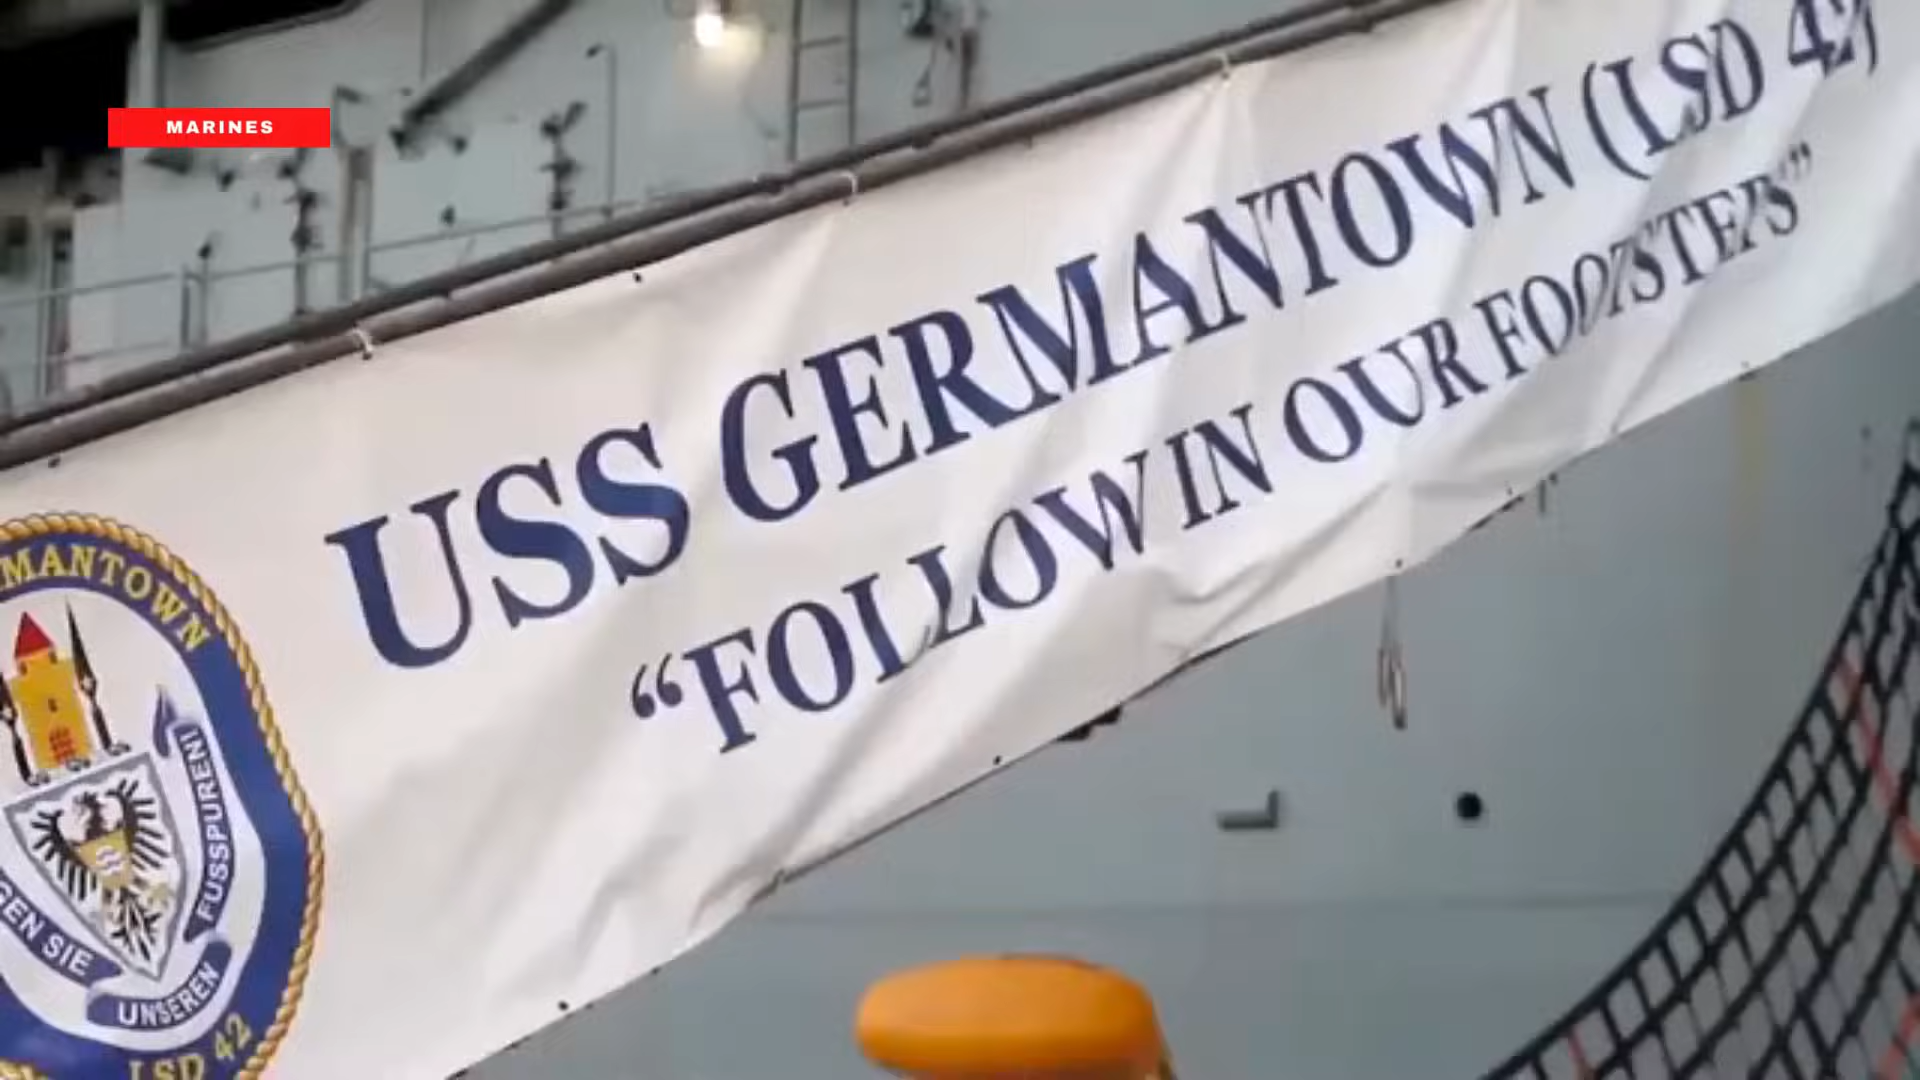 MARINES
USS GERMANTOWN (LSD 42)
“FOLLOW IN OUR FOOTSTEPS”
MANTOWN
FUSSPUREN!
GEN SIE
UNSEREN
LSD 42